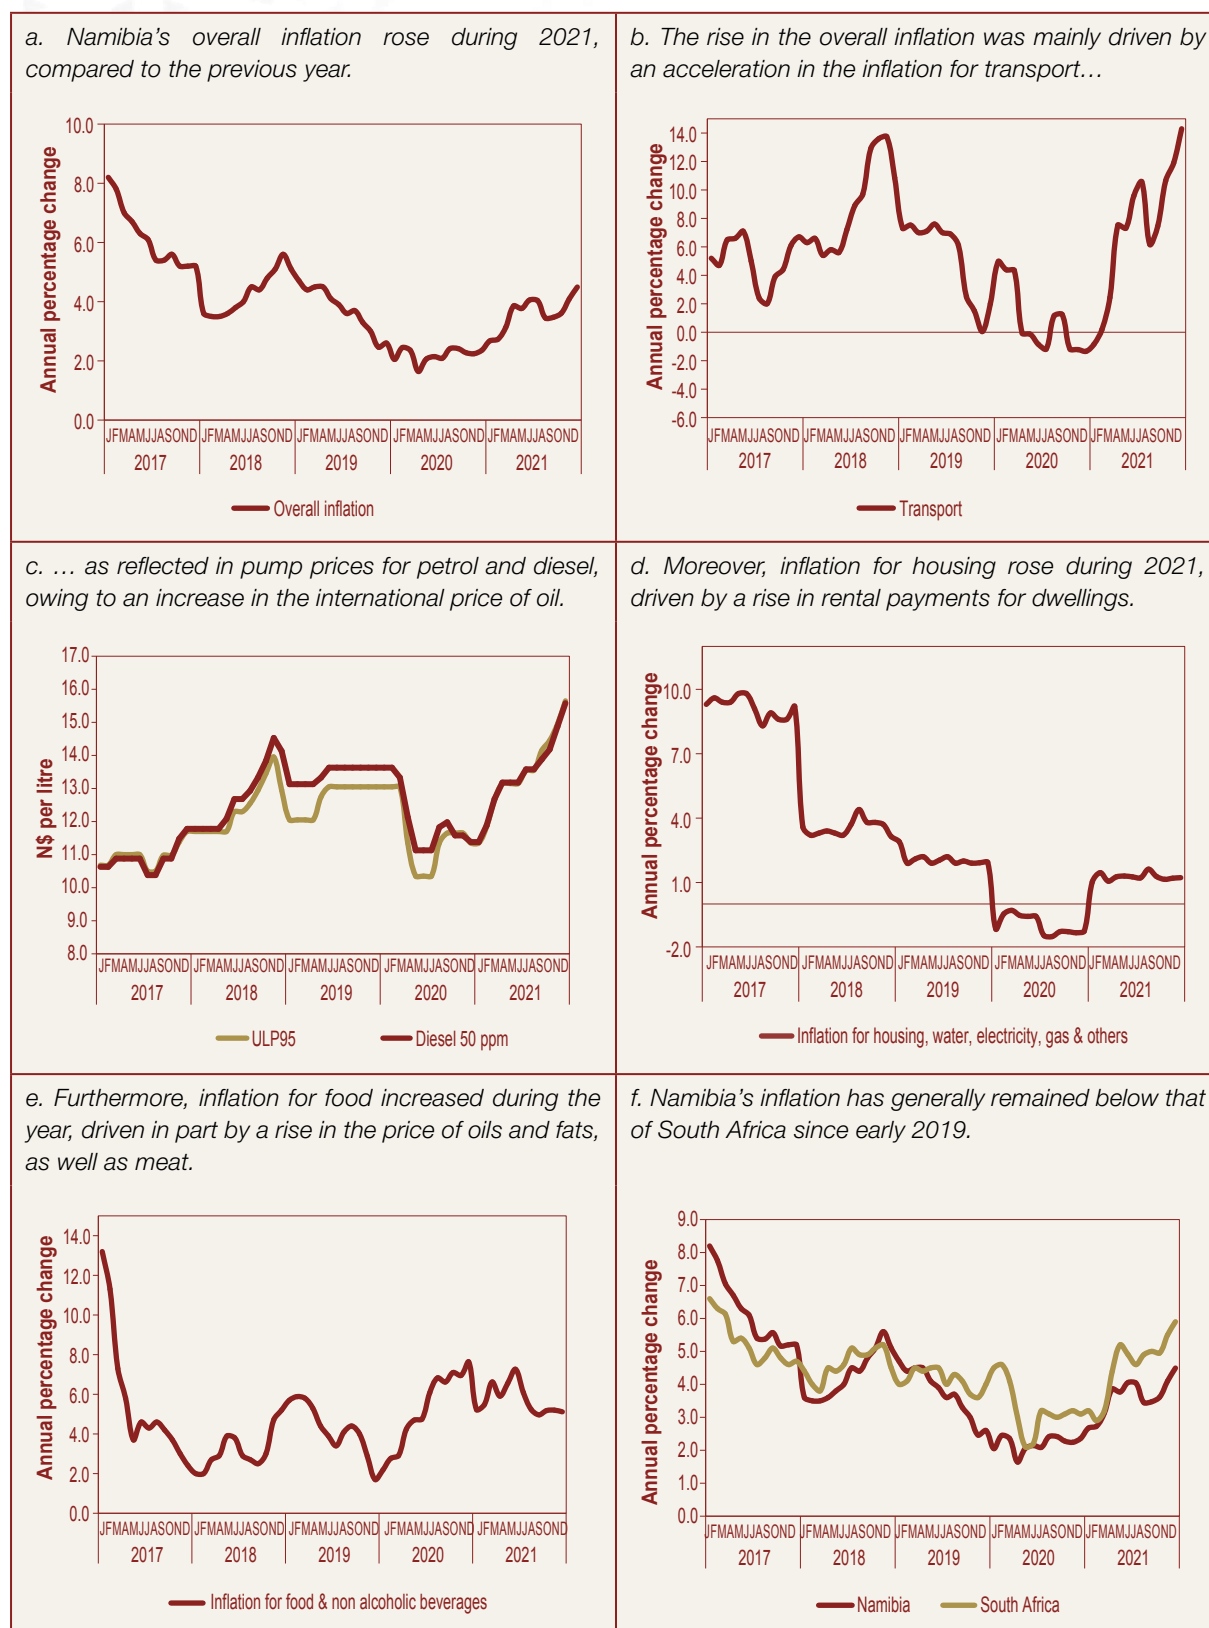 a. Namibia's overall inflation rose during 2021,
compared to the previous year.
Annual percentage change
10.0
8.0
6.0
4.0
2.0
0.0
JFMAMJJASOND JFMAMJJASOND JFMAMJJASOND JFMAMJJASOND JFMAMJJASOND
2017 2018 2019 2020 2021
Overall inflation
b. The rise in the overall inflation was mainly driven by
an acceleration in the inflation for transport…
Annual percentage change
14.0
12.0
10.0
8.0
6.0
4.0
2.0
0.0
-2.0
-4.0
-6.0
JFMAMJJASOND JFMAMJJASOND JFMAMJJASOND JFMAMJJASOND JFMAMJJASOND
2017 2018 2019 2020 2021
Transport
c. … as reflected in pump prices for petrol and diesel,
owing to an increase in the international price of oil.
N$ per litre
17.0
16.0
15.0
14.0
13.0
12.0
11.0
10.0
9.0
8.0
JFMAMJJASOND JFMAMJJASOND JFMAMJJASOND JFMAMJJASOND JFMAMJJASOND
2017 2018 2019 2020 2021
ULP95 Diesel 50 ppm
d. Moreover, inflation for housing rose during 2021,
driven by a rise in rental payments for dwellings.
Annual percentage change
10.0
7.0
4.0
1.0
-2.0
JFMAMJJASOND JFMAMJJASOND JFMAMJJASOND JFMAMJJASOND JFMAMJJASOND
2017 2018 2019 2020 2021
Inflation for housing, water, electricity, gas & others
e. Furthermore, inflation for food increased during the
year, driven in part by a rise in the price of oils and fats,
as well as meat.
Annual percentage change
14.0
12.0
10.0
8.0
6.0
4.0
2.0
0.0
JFMAMJJASOND JFMAMJJASOND JFMAMJJASOND JFMAMJJASOND JFMAMJJASOND
2017 2018 2019 2020 2021
Inflation for food & non alcoholic beverages
f. Namibia's inflation has generally remained below that
of South Africa since early 2019.
Annual percentage change
9.0
8.0
7.0
6.0
5.0
4.0
3.0
2.0
1.0
0.0
JFMAMJJASOND JFMAMJJASOND JFMAMJJASOND JFMAMJJASOND JFMAMJJASOND
2017 2018 2019 2020 2021
Namibia South Africa